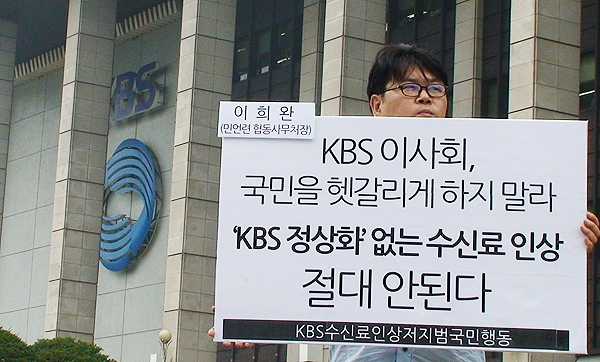 KBS
이 희 완
(민언련 협동사무처장)
KBS 이사회,
국민을 헷갈리게 하지 말라
'KBS 정상화' 없는 수신료 인상
절대 안된다
KBS수신료인상저지범국민행동